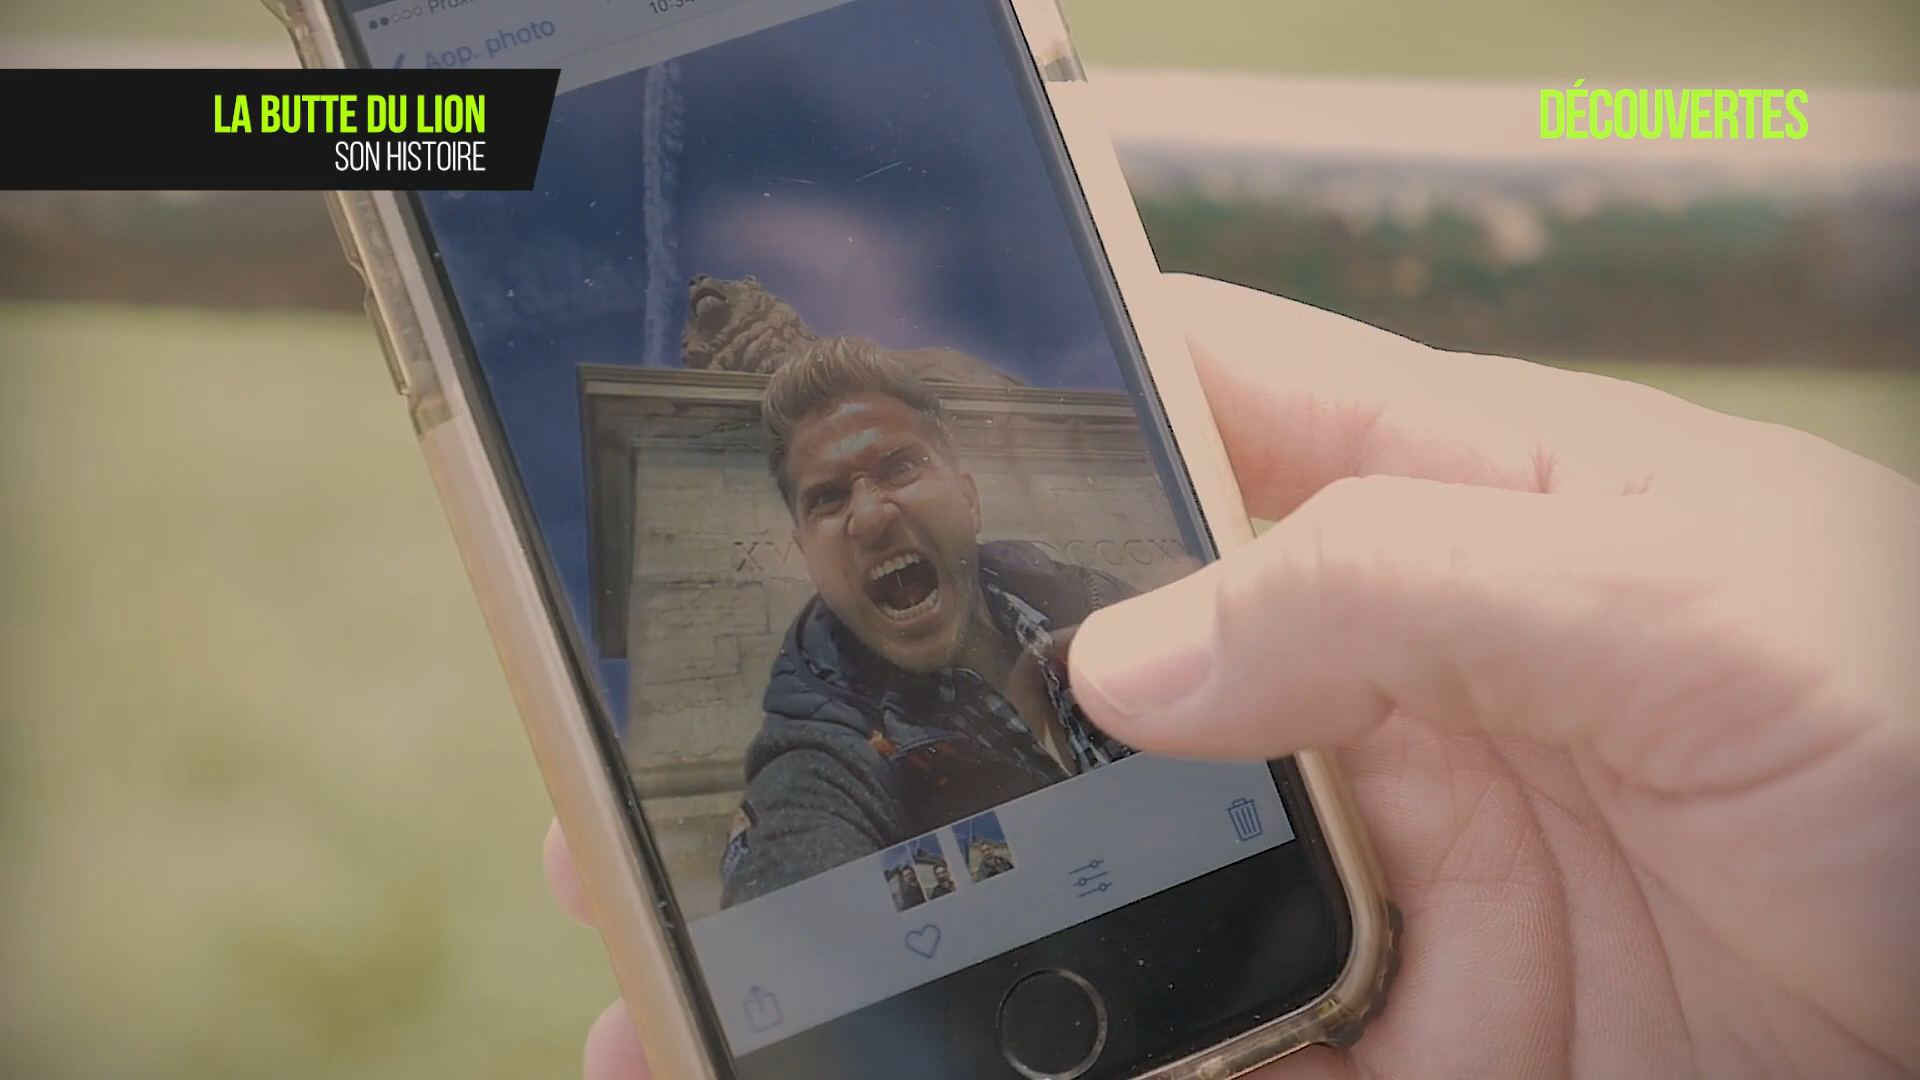 App. photo
LA BUTTE DU LION
SON HISTOIRE
DÉCOUVERTES